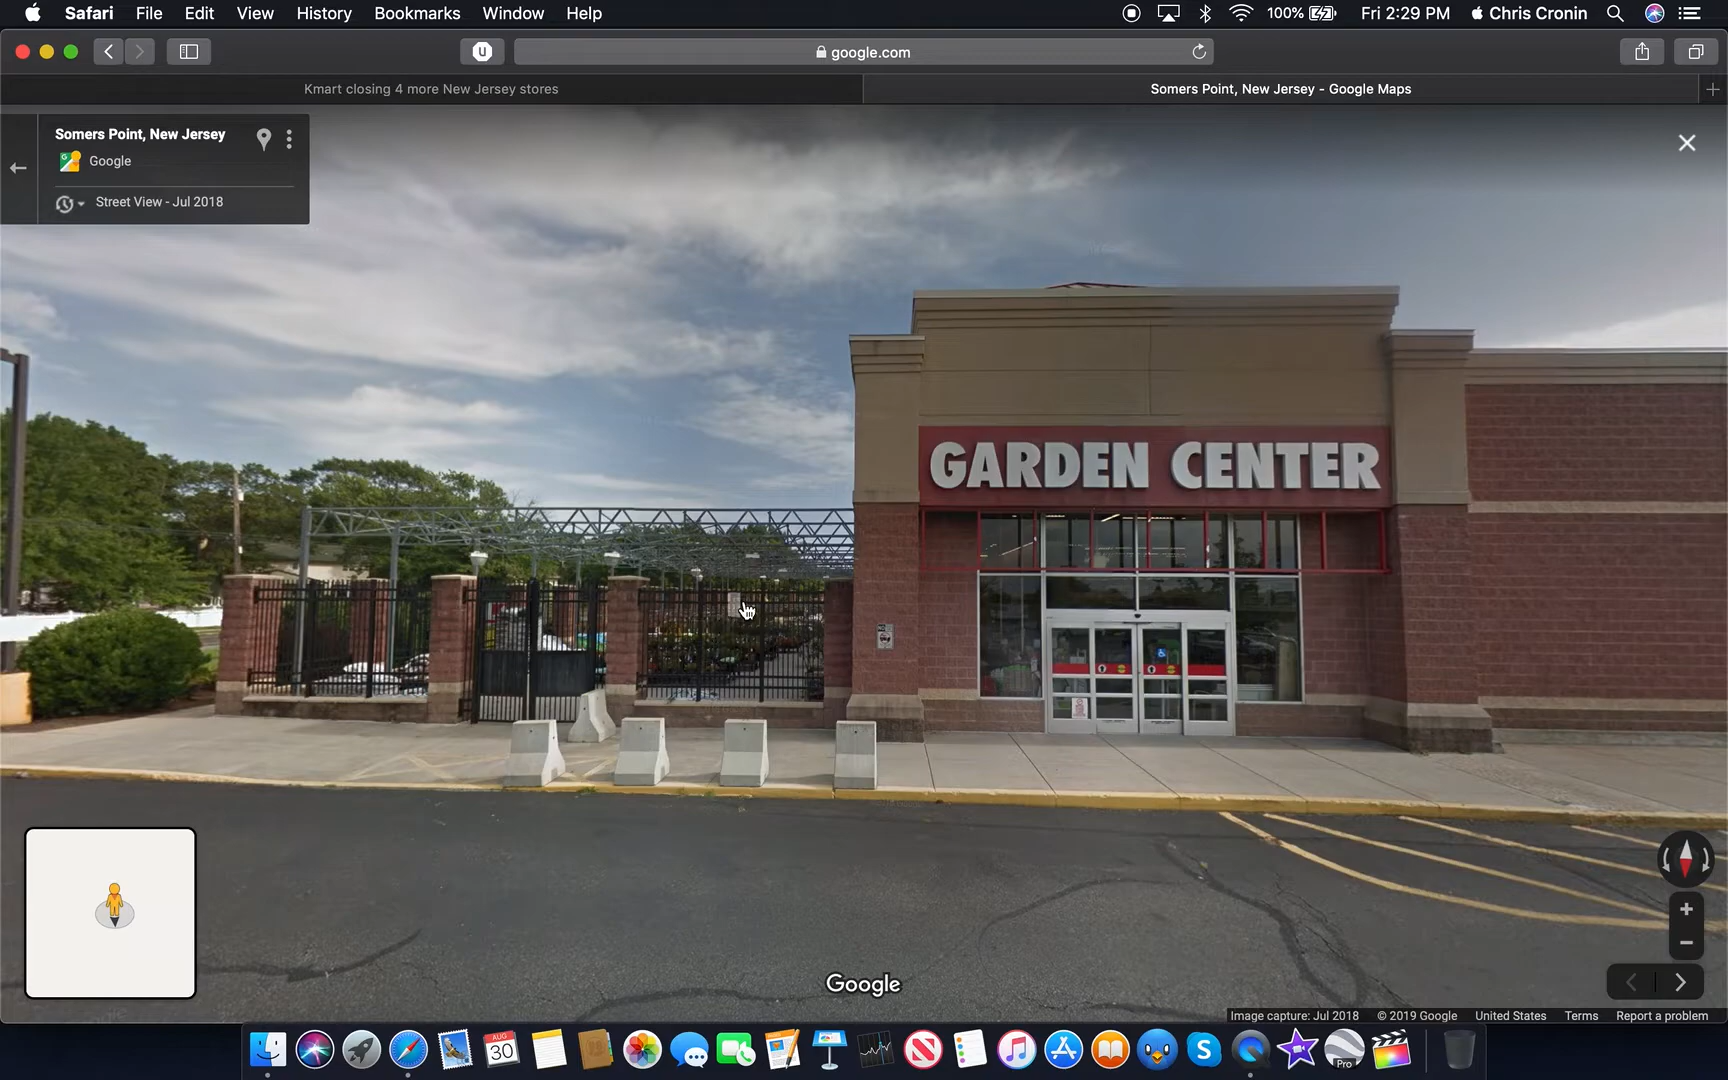 Safari File Edit View History Bookmarks Window Help 100% Fri 2:29 PM Chris Cronin
U google.com
Kmart closing 4 more New Jersey stores Somers Point, New Jersey - Google Maps
Somers Point, New Jersey
Google
Street View - Jul 2018
GARDEN CENTER
Google
Image capture: Jul 2018 © 2019 Google United States Terms Report a problem
AUG
30
Pro